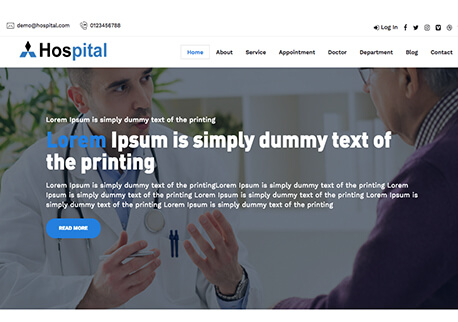 demo@hospital.com 0123456788 Log In
Hospital Home About Service Appointment Doctor Department Blog Contact
Lorem Ipsum is simply dummy text of the printing
Lorem Ipsum is simply dummy text of
the printing
Lorem Ipsum is simply dummy text of the printingLorem Ipsum is simply dummy text of the printing Lorem
Ipsum is simply dummy text of the printing Lorem Ipsum is simply dummy text of the printing Lorem Ipsum is
simply dummy text of the printing Lorem Ipsum is simply dummy text of the printing
READ MORE